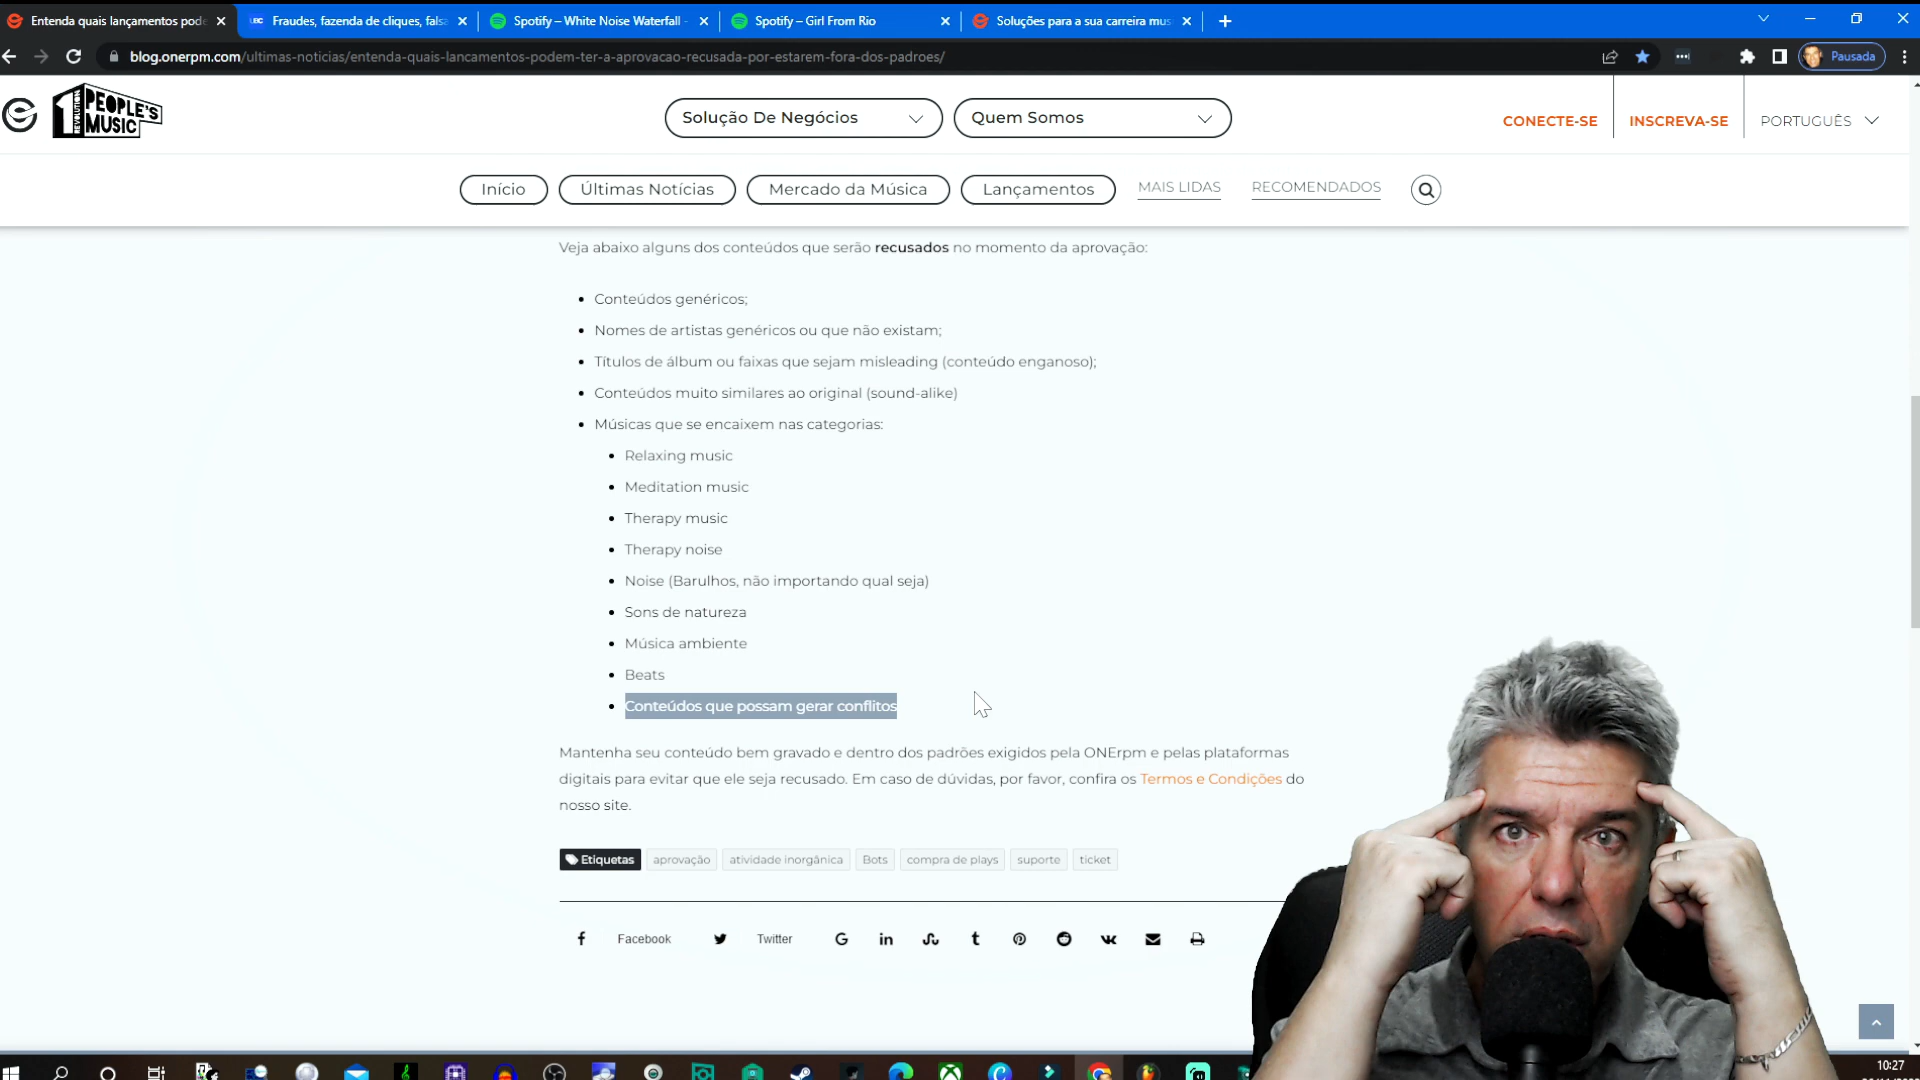 Entenda quais lançamentos pod
Fraudes, fazenda de cliques, fals
Spotify – White Noise Waterfall -
Spotify – Girl From Rio
Soluções para a sua carreira mus
blog.onerpm.com/ultimas-noticias/entenda-quais-lancamentos-podem-ter-a-aprovacao-recusada-por-estarem-fora-dos-padroes/
Pausada
PEOPLE'S
MUSIC
Solução De Negócios
Quem Somos
CONECTE-SE
INSCREVA-SE
PORTUGUÊS
Início
Últimas Notícias
Mercado da Música
Lançamentos
MAIS LIDAS
RECOMENDADOS
Veja abaixo alguns dos conteúdos que serão recusados no momento da aprovação:
Conteúdos genéricos;
Nomes de artistas genéricos ou que não existam;
Títulos de álbum ou faixas que sejam misleading (conteúdo enganoso);
Conteúdos muito similares ao original (sound-alike)
Músicas que se encaixem nas categorias:
Relaxing music
Meditation music
Therapy music
Therapy noise
Noise (Barulhos, não importando qual seja)
Sons de natureza
Música ambiente
Beats
Conteúdos que possam gerar conflitos
Mantenha seu conteúdo bem gravado e dentro dos padrões exigidos pela ONErpm e pelas plataformas
digitais para evitar que ele seja recusado. Em caso de dúvidas, por favor, confira os Termos e Condições do
nosso site.
Etiquetas
aprovação
atividade inorgânica
Bots
compra de plays
suporte
ticket
Facebook
Twitter
10:27